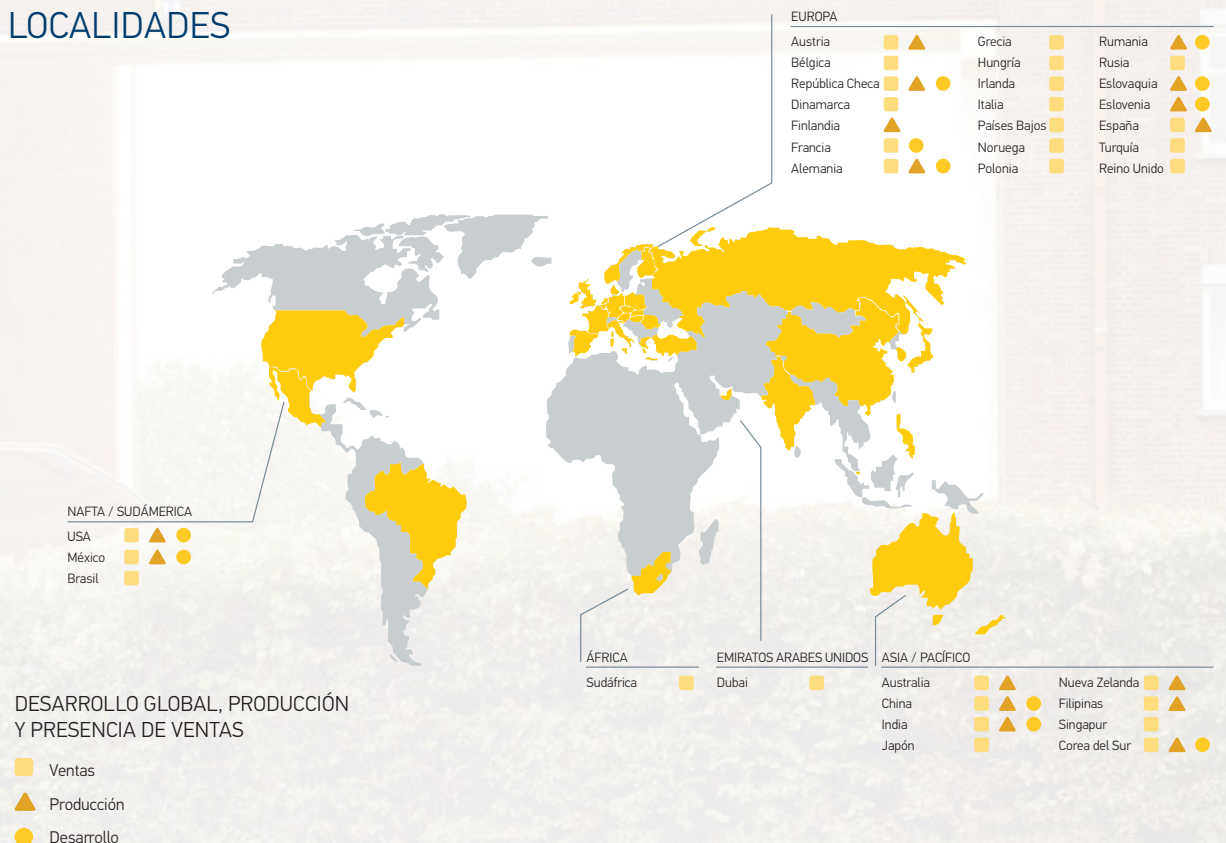 LOCALIDADES
EUROPA
Austria
Bélgica
República Checa
Dinamarca
Finlandia
Francia
Alemania
Grecia
Hungría
Irlanda
Italia
Países Bajos
Noruega
Polonia
Rumania
Rusia
Eslovaquia
Eslovenia
España
Turquía
Reino Unido
NAFTA / SUDÁMERICA
USA
México
Brasil
ÁFRICA
Sudáfrica
EMIRATOS ARABES UNIDOS
Dubai
ASIA / PACÍFICO
Australia
China
India
Japón
Nueva Zelanda
Filipinas
Singapur
Corea del Sur
DESARROLLO GLOBAL, PRODUCCIÓN
Y PRESENCIA DE VENTAS
Ventas
Producción
Desarrollo